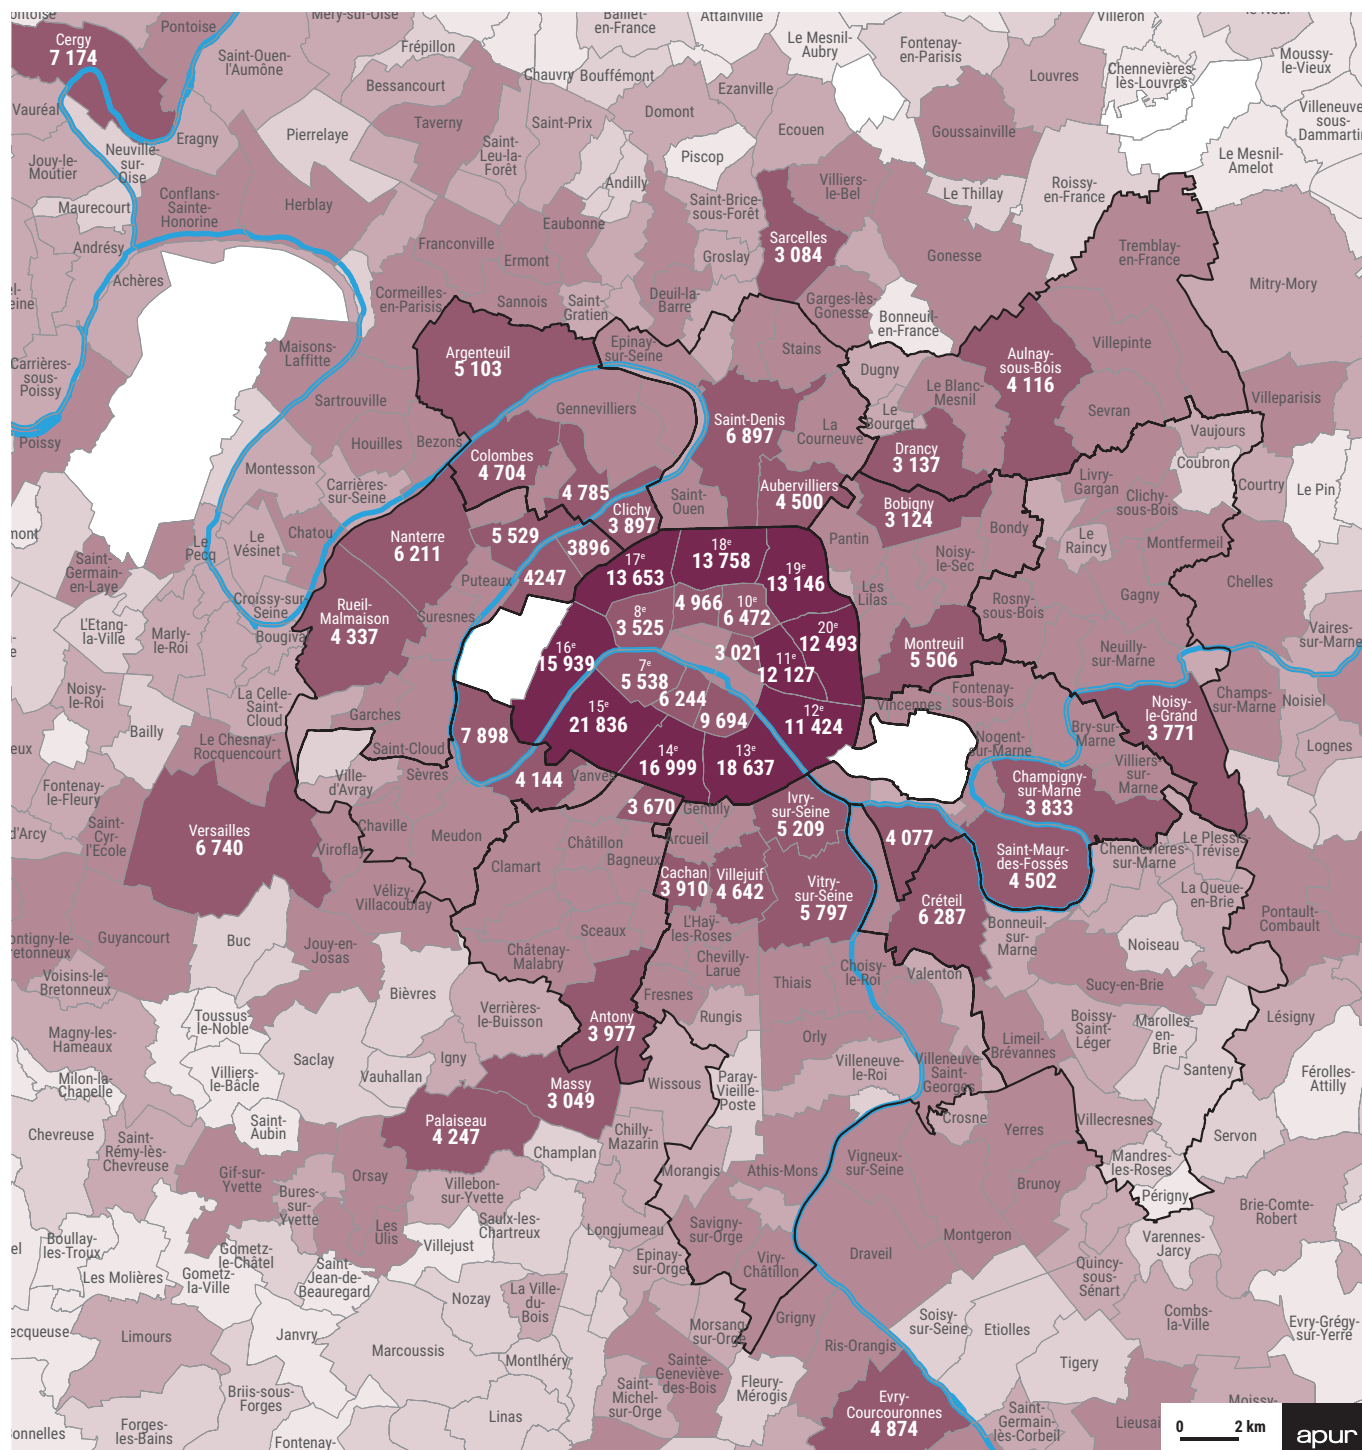 ontoise
Méry-sur-Oise
Baillet-
en-France
Attainville
Villeron
Cergy
7 174
Pontoise
Saint-Ouen-
l'Aumône
Frépillon
Chauvry
Bouffémont
Le Mesnil-
Aubry
Fontenay-
en-Parisis
Louvres
Chennevières-
lès-Louvres
Moussy-
le-Vieux
Bessancourt
Ezanville
Domont
Vauréal
Taverny
Saint-Prix
Ecouen
Goussainville
Villeneuve
sous-
Dammartin
Pierrelaye
Eragny
Neuville-
sur-
Oise
Jouy-le-
Moutier
Saint-
Leu-la-
Forêt
Piscop
Andilly
Villiers-
le-Bel
Le Thillay
Roissy-
en-France
Le Mesnil-
Amelot
Maurecourt
Conflans-
Sainte-
Honorine
Herblay
Saint-Brice-
sous-Forêt
Eaubonne
Andrésy
Franconville
Ermont
Groslay
Sarcelles
3 084
Gonesse
Tremblay-
en-France
Achères
Mitry-Mory
Cormeilles-
en-Parisis
Sannois
Saint-
Gratien
Deuil-la-
Barre
Garges-lès-
Gonesse
Bonneuil-
en-France
Carrières-
sous-
Poissy
Maisons-
Laffitte
Argenteuil
5 103
Epinay-
sur-Seine
Stains
Dugny
Villepinte
Aulnay-
sous-Bois
4 116
Le Blanc-
Mesnil
Le
Bourget
Sartrouville
Gennevilliers
Saint-Denis
6 897
La
Courneuve
Sevran
Villeparisis
Poissy
Houilles
Bezons
Drancy
3 137
Vaujours
Montesson
Colombes
4 704
Coubron
Carrières-
sur-Seine
4 785
Aubervilliers
4 500
Bobigny
3 124
Livry-
Gargan
Clichy-
sous-Bois
Courtry
Le Pin
Clichy
3 897
Saint-
Ouen
Le
Pecq
Le
Vésinet
Chatou
Nanterre
6 211
5 529
3896
Pantin
Bondy
Le
Raincy
Montfermeil
Saint-
Germain-
en-Laye
Puteaux
4247
17e
13 653
18e
13 758
19e
13 146
Noisy-
le-Sec
Chelles
Les
Lilas
Rosny-
sous-Bois
Gagny
Croissy-sur-
Seine
Bougival
Rueil-
Malmaison
4 337
Suresnes
8e
3 525
4 966
10e
6 472
L'Etang-
la-Ville
Marly-
le-Roi
16e
15 939
3 021
11e
12 127
20e
12 493
Montreuil
5 506
Neuilly-
sur-Marne
Vaires-
sur-Marne
7e
5 538
6 244
Noisy-
le-Roi
La Celle-
Saint-
Cloud
15e
21 836
9 694
12e
11 424
Vincennes
Fontenay-
sous-Bois
Noisy-
le-Grand
3 771
Champs-
sur-Marne
Noisiel
Garches
7 898
Bailly
Le Chesnay-
Rocquencourt
Saint-Cloud
14e
16 999
13e
18 637
Nogent-
sur-Marne
Bry-sur-
Marne
Lognes
Sèvres
4 144
Vanves
Ville-
d'Avray
Villiers-
sur-
Marne
Fontenay-
le-Fleury
Champigny-
sur-Marne
3 833
3 670
Gentilly
Ivry-
sur-Seine
5 209
d'Arcy
Saint-
Cyr-
l'Ecole
Versailles
6 740
Chaville
Viroflay
Meudon
Châtillon
Bagneux
Arcueil
4 077
Saint-Maur-
des-Fossés
4 502
Chennevières-
sur-Marne
Le Plessis-
Trévise
Clamart
Cachan
3 910
Villejuif
4 642
Vitry-
sur-Seine
5 797
Créteil
6 287
La Queue-
en-Brie
Vélizy-
Villacoublay
Pontault-
Combault
Guyancourt
Buc
Jouy-en-
Josas
Sceaux
L'Haÿ-
les-Roses
Bonneuil-
sur-
Marne
Noiseau
Châtenay-
Malabry
Chevilly-
Larue
Choisy-
le-Roi
Valenton
Voisins-le-
Bretonneux
Bièvres
Fresnes
Thiais
Sucy-en-Brie
Verrières-
le-Buisson
Antony
3 977
Rungis
Toussus-
le-Noble
Magny-les-
Hameaux
Orly
Limeil-
Brévannes
Boissy-
Saint-
Léger
Marolles-
en-
Brie
Lésigny
Saclay
Igny
Villeneuve-
le-Roi
Villeneuve-
Saint-
Georges
Milon-la-
Chapelle
Villiers-
le-Bâcle
Vauhallan
Massy
3 049
Wissous
Paray-
Vieille-
Poste
Santeny
Férolles-
Attilly
Saint-
Aubin
Palaiseau
4 247
Crosne
Villecresnes
Chevreuse
Saint-
Rémy-lès-
Chevreuse
Chilly-
Mazarin
Yerres
Servon
Champlan
Morangis
Athis-Mons
Vigneux-
sur-Seine
Mandres-
les-Roses
Gif-sur-
Yvette
Orsay
Villebon-
sur-Yvette
Brunoy
Périgny
Bures-
sur-
Yvette
Brie-Comte-
Robert
Les
Ulis
Saulx-les-
Chartreux
Longjumeau
Savigny-
sur-Orge
Montgeron
Boullay-
les-Troux
Gometz-
le-Châtel
Villejust
Epinay-
sur-Orge
Viry-
Châtillon
Draveil
Varennes-
Jarcy
Les Molières
Gometz-
la-Ville
Saint-
Jean-de-
Beauregard
Quincy-
sous-
Sénart
Nozay
La Ville-
du-
Bois
Soisy-
sur-Seine
Etiolles
Combs-
la-Ville
Evry-Grégy-
sur-Yerre
Limours
Janvry
Morsang-
sur-Orge
Grigny
Ris-Orangis
Marcoussis
Montlhéry
Sainte-
Geneviève-
des-Bois
Tigery
Briis-sous-
Forges
Saint-
Michel-
sur-Orge
Fleury-
Mérogis
Evry-
Courcouronnes
4 874
Saint-
Germain-
lès-Corbeil
Lieusai
Moissy-
Forges-
les-Bains
Linas
Fontenay-
0 2 km
apur